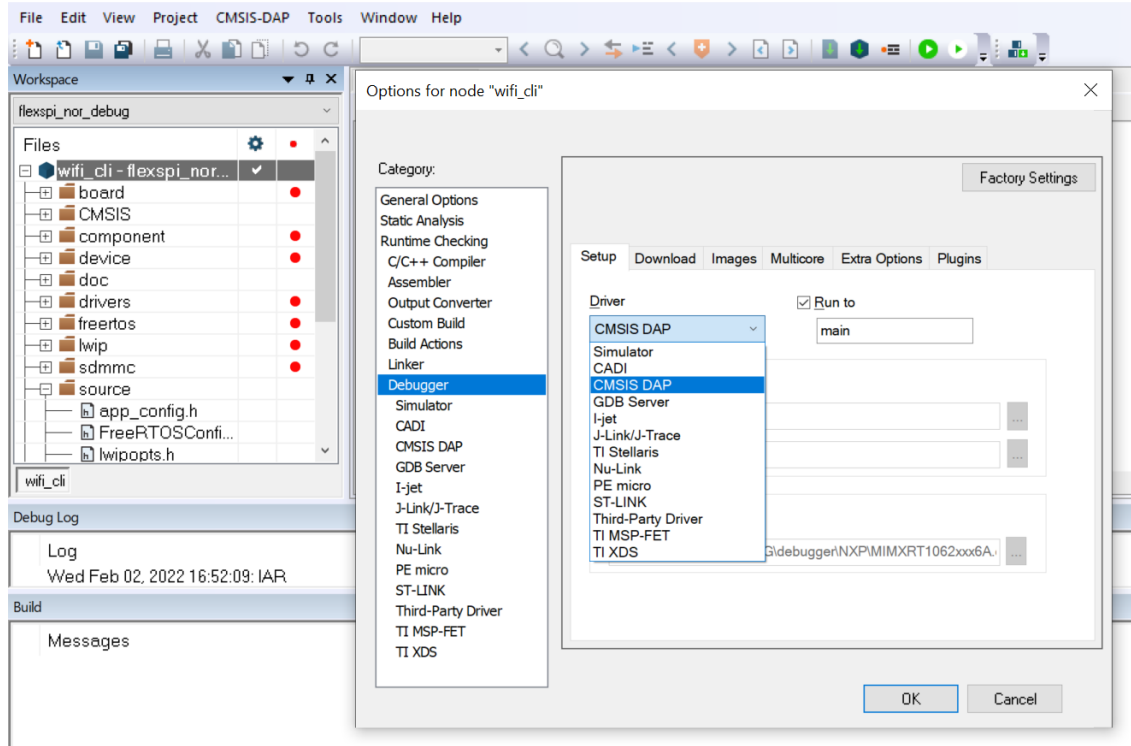 File Edit View Project CMSIS-DAP Tools Window Help
Workspace
flexspi_nor_debug
Files
wifi_cli - flexspi_nor...
board
CMSIS
component
device
doc
drivers
freertos
lwip
sdmmc
source
app_config.h
FreeRTOSConfi...
lwipopts.h
wifi_cli
Debug Log
Log
Wed Feb 02, 2022 16:52:09: IAR
Build
Messages
Options for node "wifi_cli"
Category:
General Options
Static Analysis
Runtime Checking
C/C++ Compiler
Assembler
Output Converter
Custom Build
Build Actions
Linker
Debugger
Simulator
CADI
CMSIS DAP
GDB Server
I-jet
J-Link/J-Trace
TI Stellaris
Nu-Link
PE micro
ST-LINK
Third-Party Driver
TI MSP-FET
TI XDS
Factory Settings
Setup Download Images Multicore Extra Options Plugins
Driver
Run to
CMSIS DAP
main
Simulator
CADI
CMSIS DAP
GDB Server
I-jet
J-Link/J-Trace
TI Stellaris
Nu-Link
PE micro
ST-LINK
Third-Party Driver
TI MSP-FET
TI XDS
G\debugger\NXP\MIMXRT1062xxx6A.
...
...
...
OK Cancel